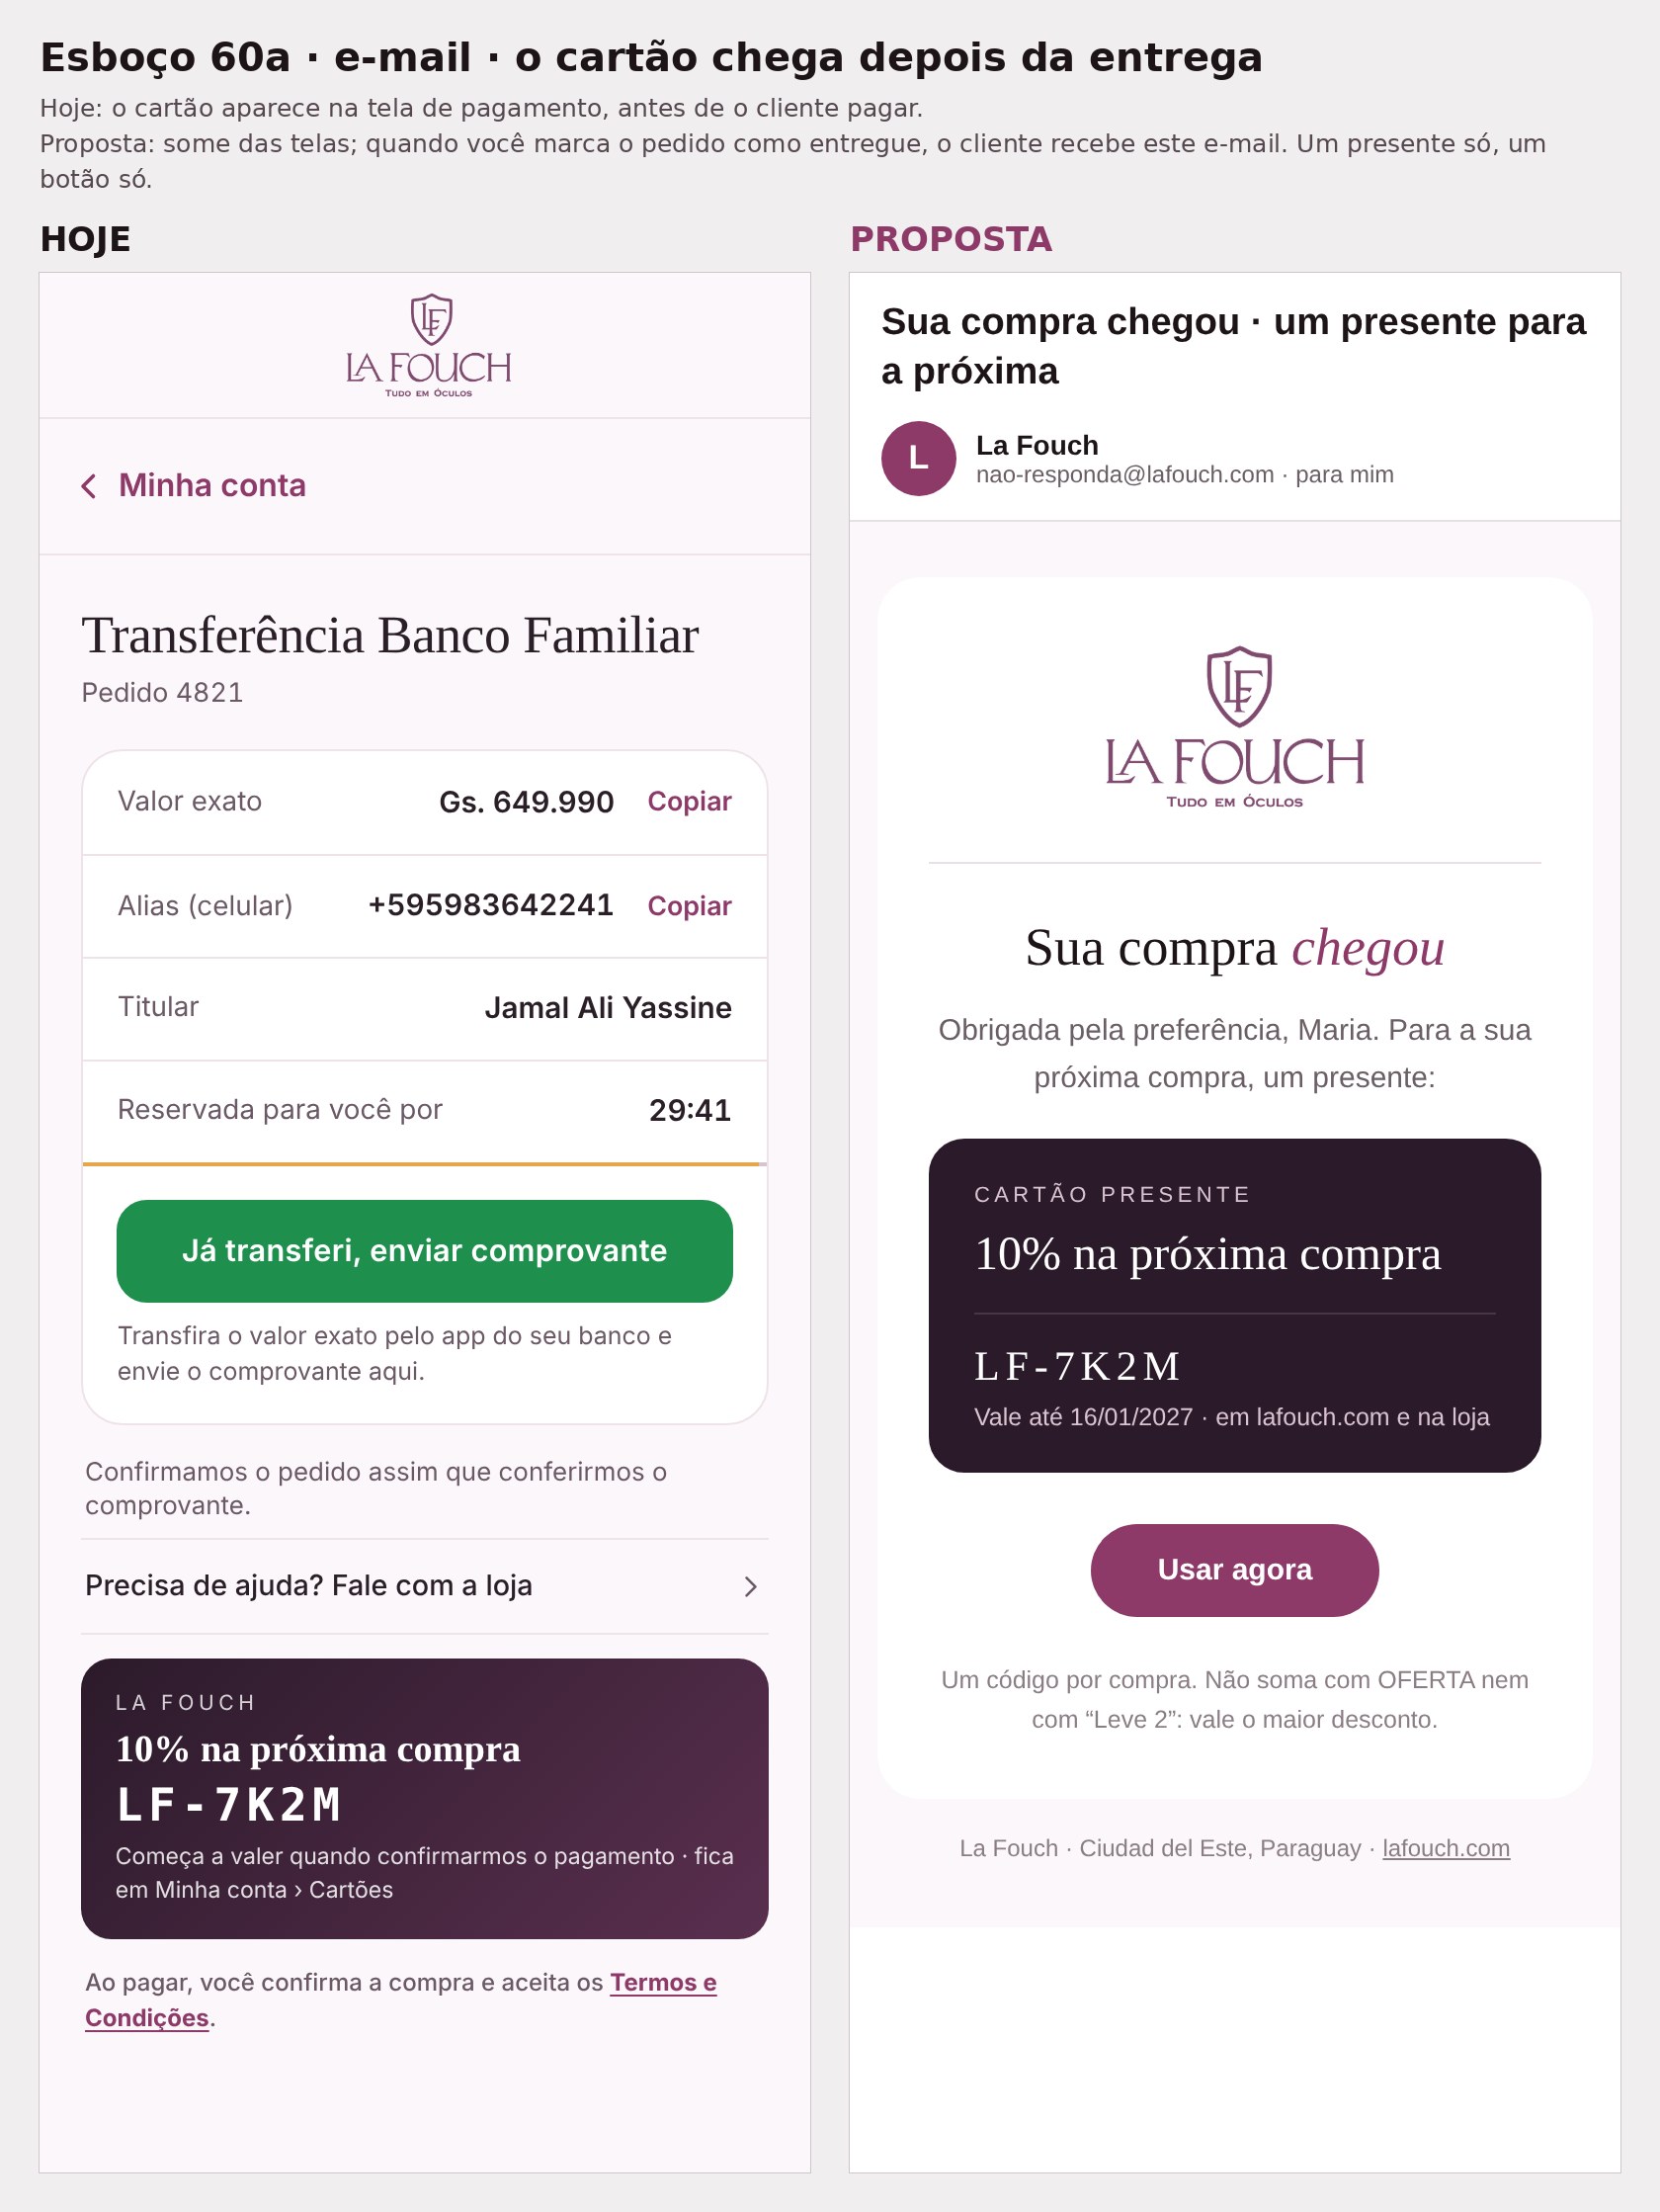 Esboço 60a · e-mail · o cartão chega depois da entrega
Hoje: o cartão aparece na tela de pagamento, antes de o cliente pagar.
Proposta: some das telas; quando você marca o pedido como entregue, o cliente recebe este e-mail. Um presente só, um
botão só.
HOJE
LF
LA FOUCH
TUDO EM ÓCULOS
Minha conta
Transferência Banco Familiar
Pedido 4821
Valor exato Gs. 649.990 Copiar
Alias (celular) +595983642241 Copiar
Titular Jamal Ali Yassine
Reservada para você por 29:41
Já transferi, enviar comprovante
Transfira o valor exato pelo app do seu banco e
envie o comprovante aqui.
Confirmamos o pedido assim que conferirmos o
comprovante.
Precisa de ajuda? Fale com a loja
LA FOUCH
10% na próxima compra
LF-7K2M
Começa a valer quando confirmarmos o pagamento · fica
em Minha conta › Cartões
Ao pagar, você confirma a compra e aceita os Termos e
Condições.
PROPOSTA
Sua compra chegou · um presente para
a próxima
L
La Fouch
nao-responda@lafouch.com · para mim
LF
LA FOUCH
TUDO EM ÓCULOS
Sua compra chegou
Obrigada pela preferência, Maria. Para a sua
próxima compra, um presente:
CARTÃO PRESENTE
10% na próxima compra
LF-7K2M
Vale até 16/01/2027 · em lafouch.com e na loja
Usar agora
Um código por compra. Não soma com OFERTA nem
com “Leve 2”: vale o maior desconto.
La Fouch · Ciudad del Este, Paraguay · lafouch.com